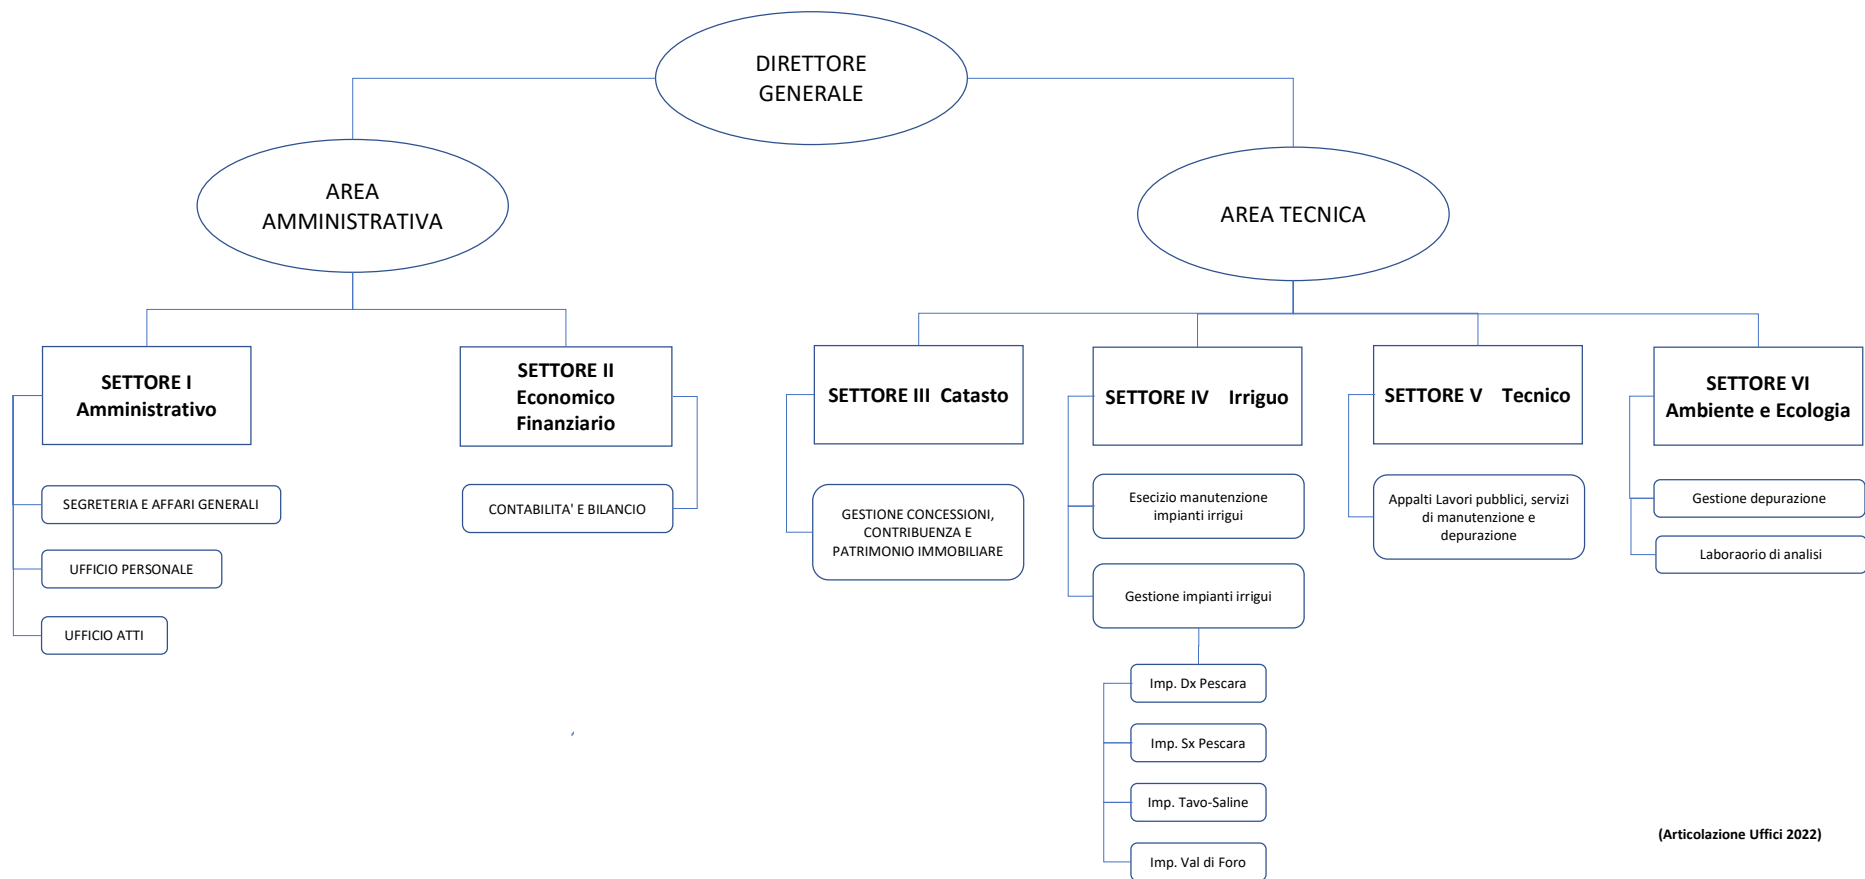 DIRETTORE
GENERALE
AREA
AMMINISTRATIVA
AREA TECNICA
SETTORE I
Amministrativo
SETTORE II
Economico
Finanziario
SETTORE III Catasto
SETTORE IV Irriguo
SETTORE V Tecnico
SETTORE VI
Ambiente e Ecologia
SEGRETERIA E AFFARI GENERALI
UFFICIO PERSONALE
UFFICIO ATTI
CONTABILITA' E BILANCIO
GESTIONE CONCESSIONI,
CONTRIBUENZA E
PATRIMONIO IMMOBILIARE
Esecizio manutenzione
impianti irrigui
Gestione impianti irrigui
Imp. Dx Pescara
Imp. Sx Pescara
Imp. Tavo-Saline
Imp. Val di Foro
Appalti Lavori pubblici, servizi
di manutenzione e
depurazione
Gestione depurazione
Laboraorio di analisi
(Articolazione Uffici 2022)